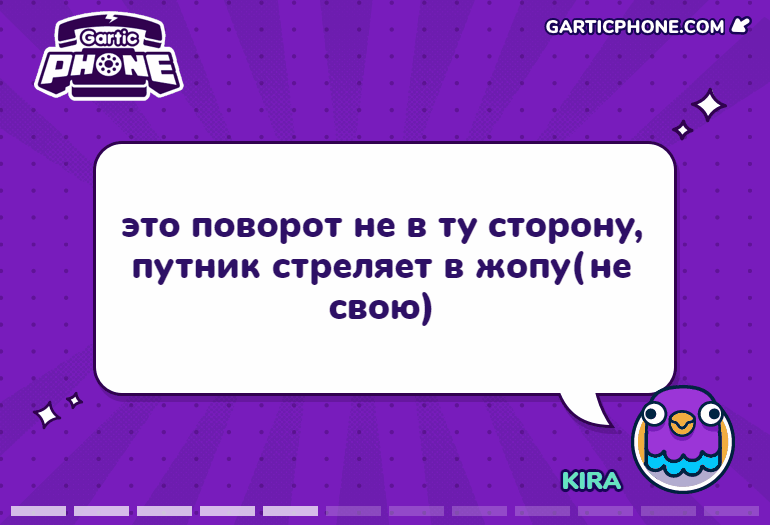 Gartic
PHONE
GARTICPHONE.COM
это поворот не в ту сторону,
путник стреляет в жопу(не
свою)
KIRA